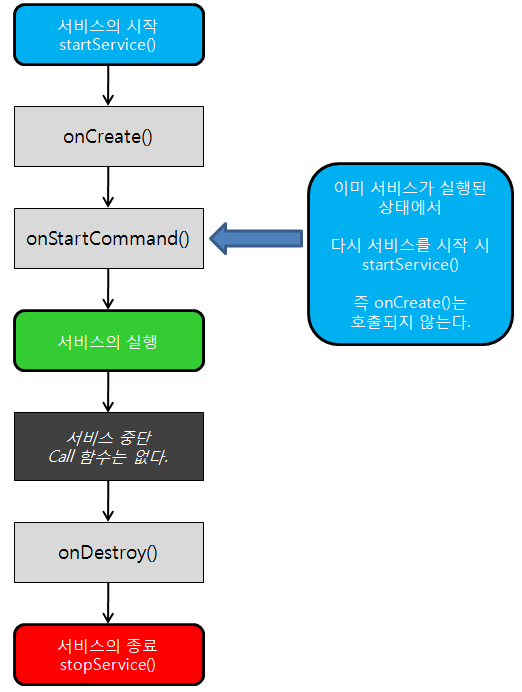 서비스의 시작
startService()
onCreate()
onStartCommand()
이미 서비스가 실행된
상태에서
다시 서비스를 시작 시
startService()
즉 onCreate()는
호출되지 않는다.
서비스의 실행
서비스 중단
Call 함수는 없다.
onDestroy()
서비스의 종료
stopService()